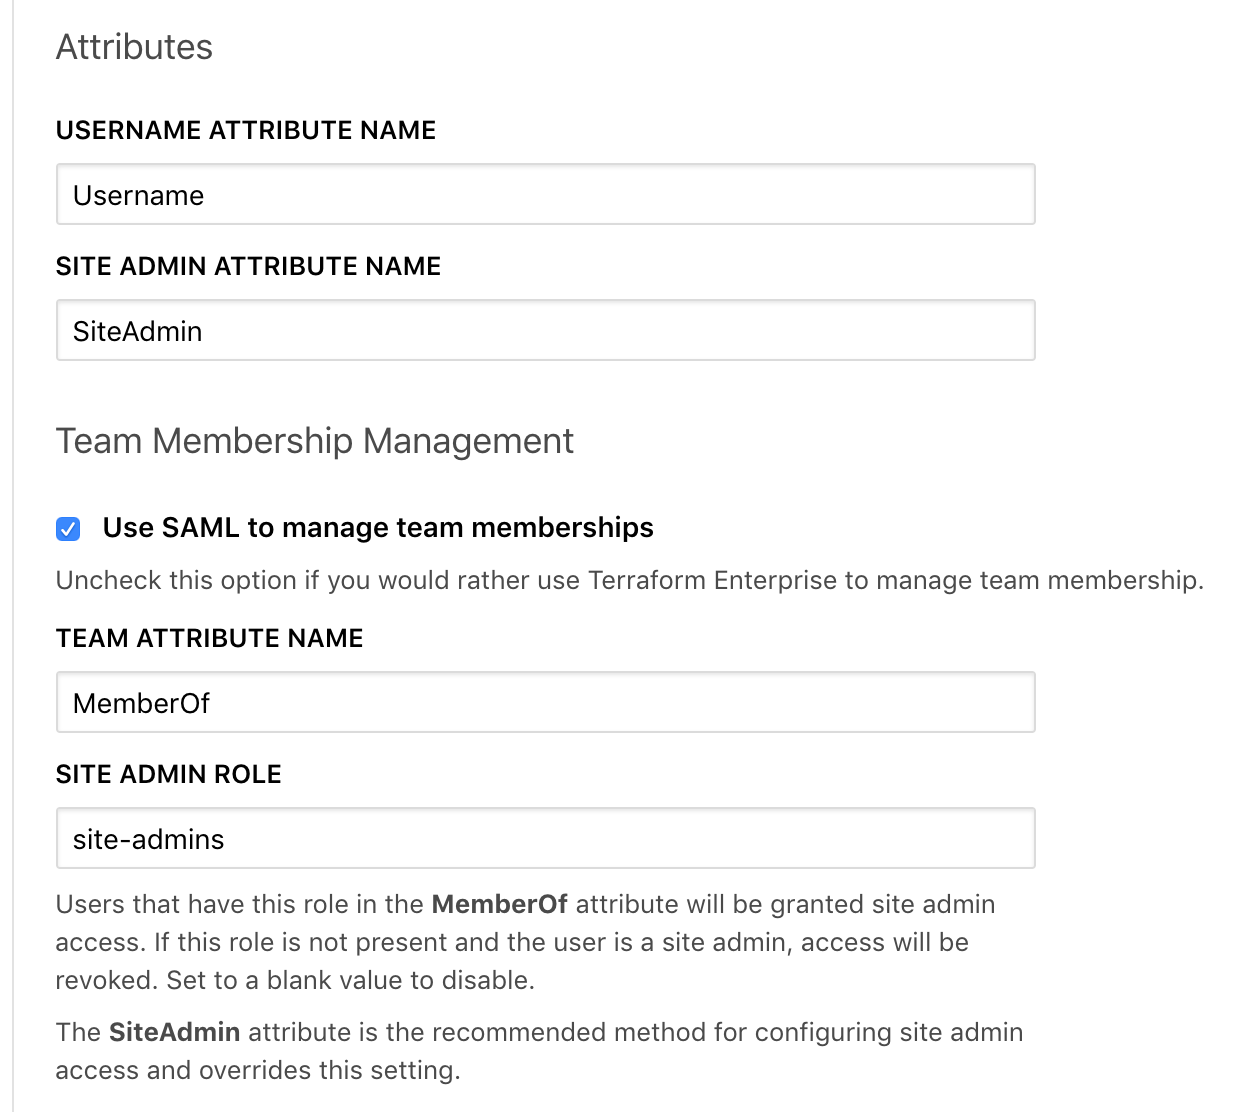 Attributes
USERNAME ATTRIBUTE NAME
Username
SITE ADMIN ATTRIBUTE NAME
SiteAdmin
Team Membership Management
Use SAML to manage team memberships
Uncheck this option if you would rather use Terraform Enterprise to manage team membership.
TEAM ATTRIBUTE NAME
MemberOf
SITE ADMIN ROLE
site-admins
Users that have this role in the MemberOf attribute will be granted site admin
access. If this role is not present and the user is a site admin, access will be
revoked. Set to a blank value to disable.
The SiteAdmin attribute is the recommended method for configuring site admin
access and overrides this setting.